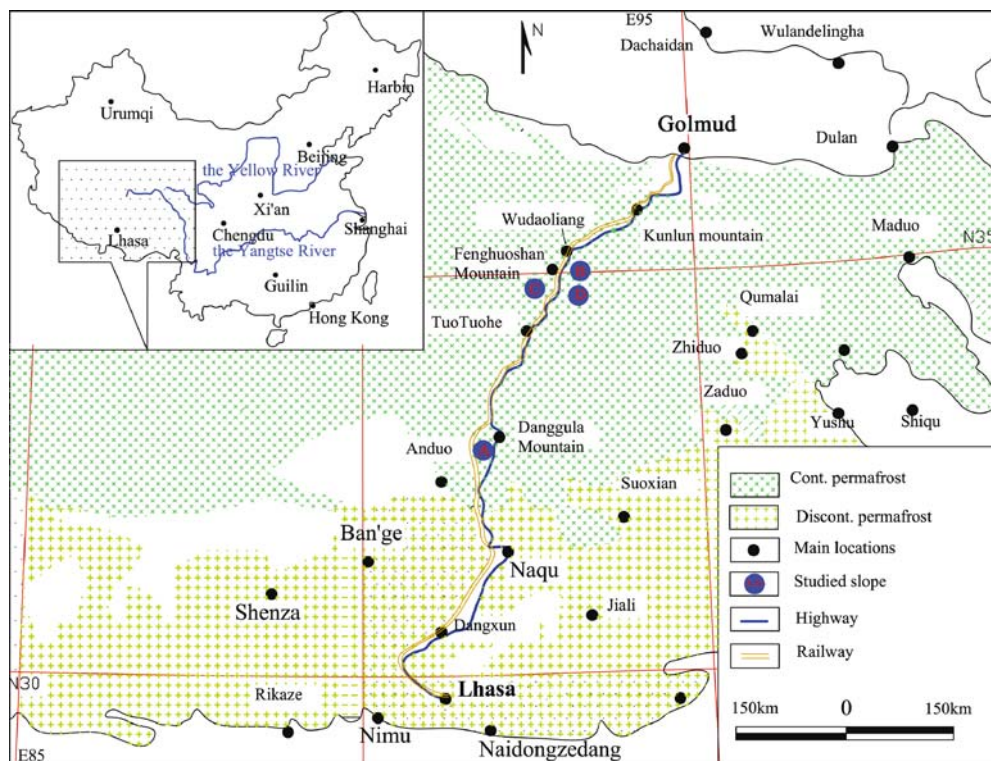 Harbin
Urumqi
Beijing
the Yellow River
Xi'an
Lhasa
Chengdu
Shanghai
the Yangtse River
Guilin
Hong Kong
N
E95
Dachaidan
Wulandelingha
Golmud
Dulan
Wudaoliang
Kunlun mountain
Maduo
N35
Fenghuoshan
Mountain
C
TuoTuohe
Qumalai
Zhiduo
Zaduo
Yushu
Shiqu
Danggula
Mountain
A
Anduo
Suoxian
Ban'ge
Naqu
Shenza
Jiali
Dangxun
N30
Rikaze
Lhasa
Nimu
Naidongzedang
E85
Cont. permafrost
Discont. permafrost
Main locations
Studied slope
Highway
Railway
150km
0
150km